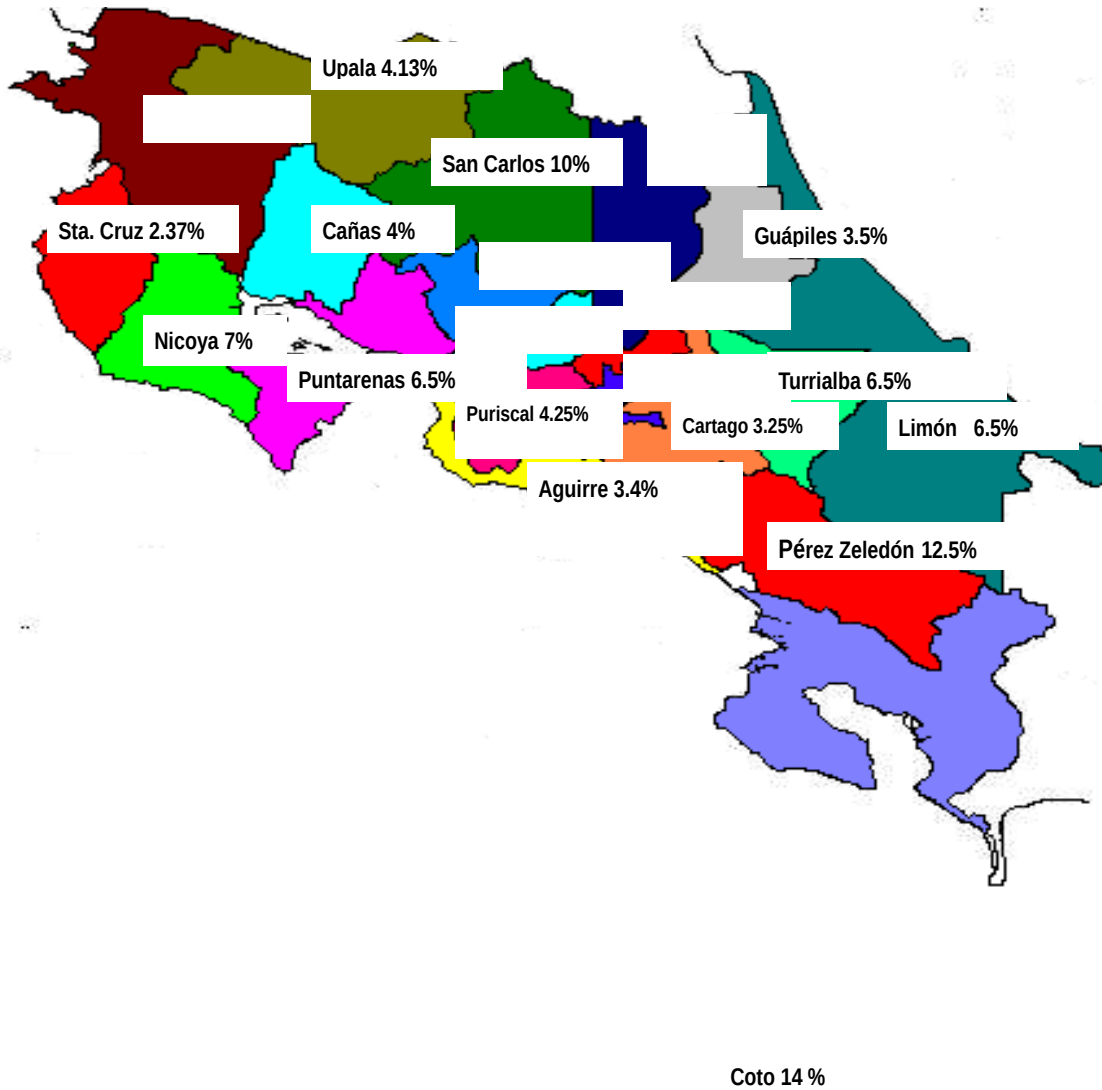 Upala 4.13%
San Carlos 10%
Sta. Cruz 2.37%
Cañas 4%
Guápiles 3.5%
Nicoya 7%
Puntarenas 6.5%
Turrialba 6.5%
Puriscal 4.25%
Cartago 3.25%
Limón 6.5%
Aguirre 3.4%
Pérez Zeledón 12.5%
Coto 14 %